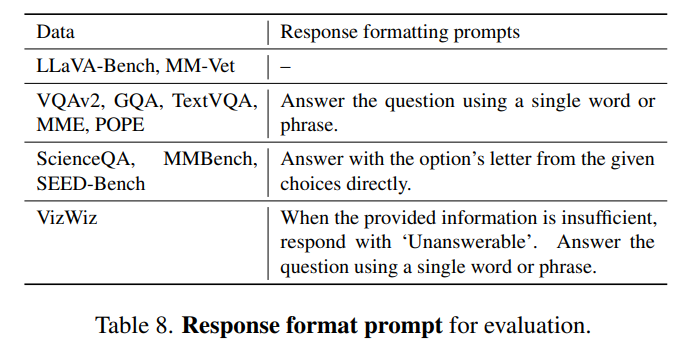 Data Response formatting prompts
LLaVA-Bench, MM-Vet –
VQAv2, GQA, TextVQA, Answer the question using a single word or
MME, POPE phrase.
ScienceQA, MMBench, Answer with the option's letter from the given
SEED-Bench choices directly.
VizWiz When the provided information is insufficient,
respond with ‘Unanswerable’. Answer the
question using a single word or phrase.
Table 8. Response format prompt for evaluation.